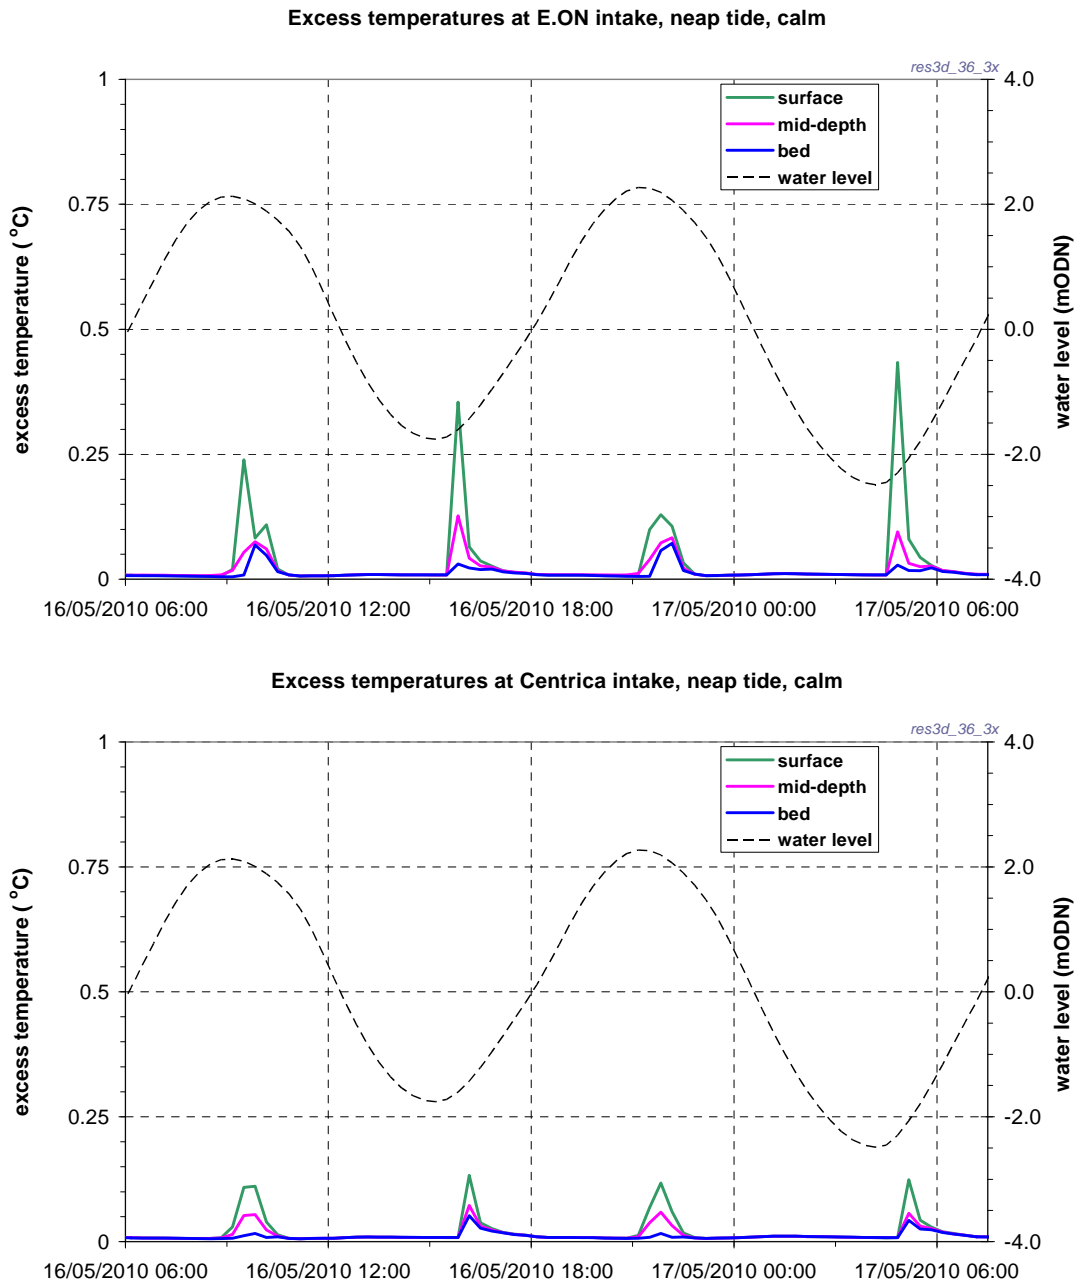 Excess temperatures at E.ON intake, neap tide, calm
res3d_36_3x
1
0.75
0.5
0.25
0
excess temperature ( °C)
4.0
2.0
0.0
-2.0
-4.0
water level (mODN)
surface
mid-depth
bed
water level
16/05/2010 06:00 16/05/2010 12:00 16/05/2010 18:00 17/05/2010 00:00 17/05/2010 06:00
Excess temperatures at Centrica intake, neap tide, calm
res3d_36_3x
1
0.75
0.5
0.25
0
excess temperature ( °C)
4.0
2.0
0.0
-2.0
-4.0
water level (mODN)
surface
mid-depth
bed
water level
16/05/2010 06:00 16/05/2010 12:00 16/05/2010 18:00 17/05/2010 00:00 17/05/2010 06:00